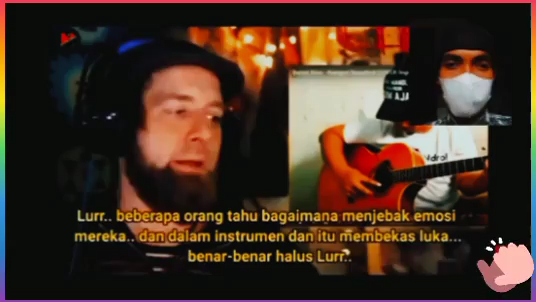 Lurr.. beberapa orang tahu bagaimana menjebak emosi
mereka.. dan dalam instrumen dan itu membekas luka...
benar-benar halus Lurr..